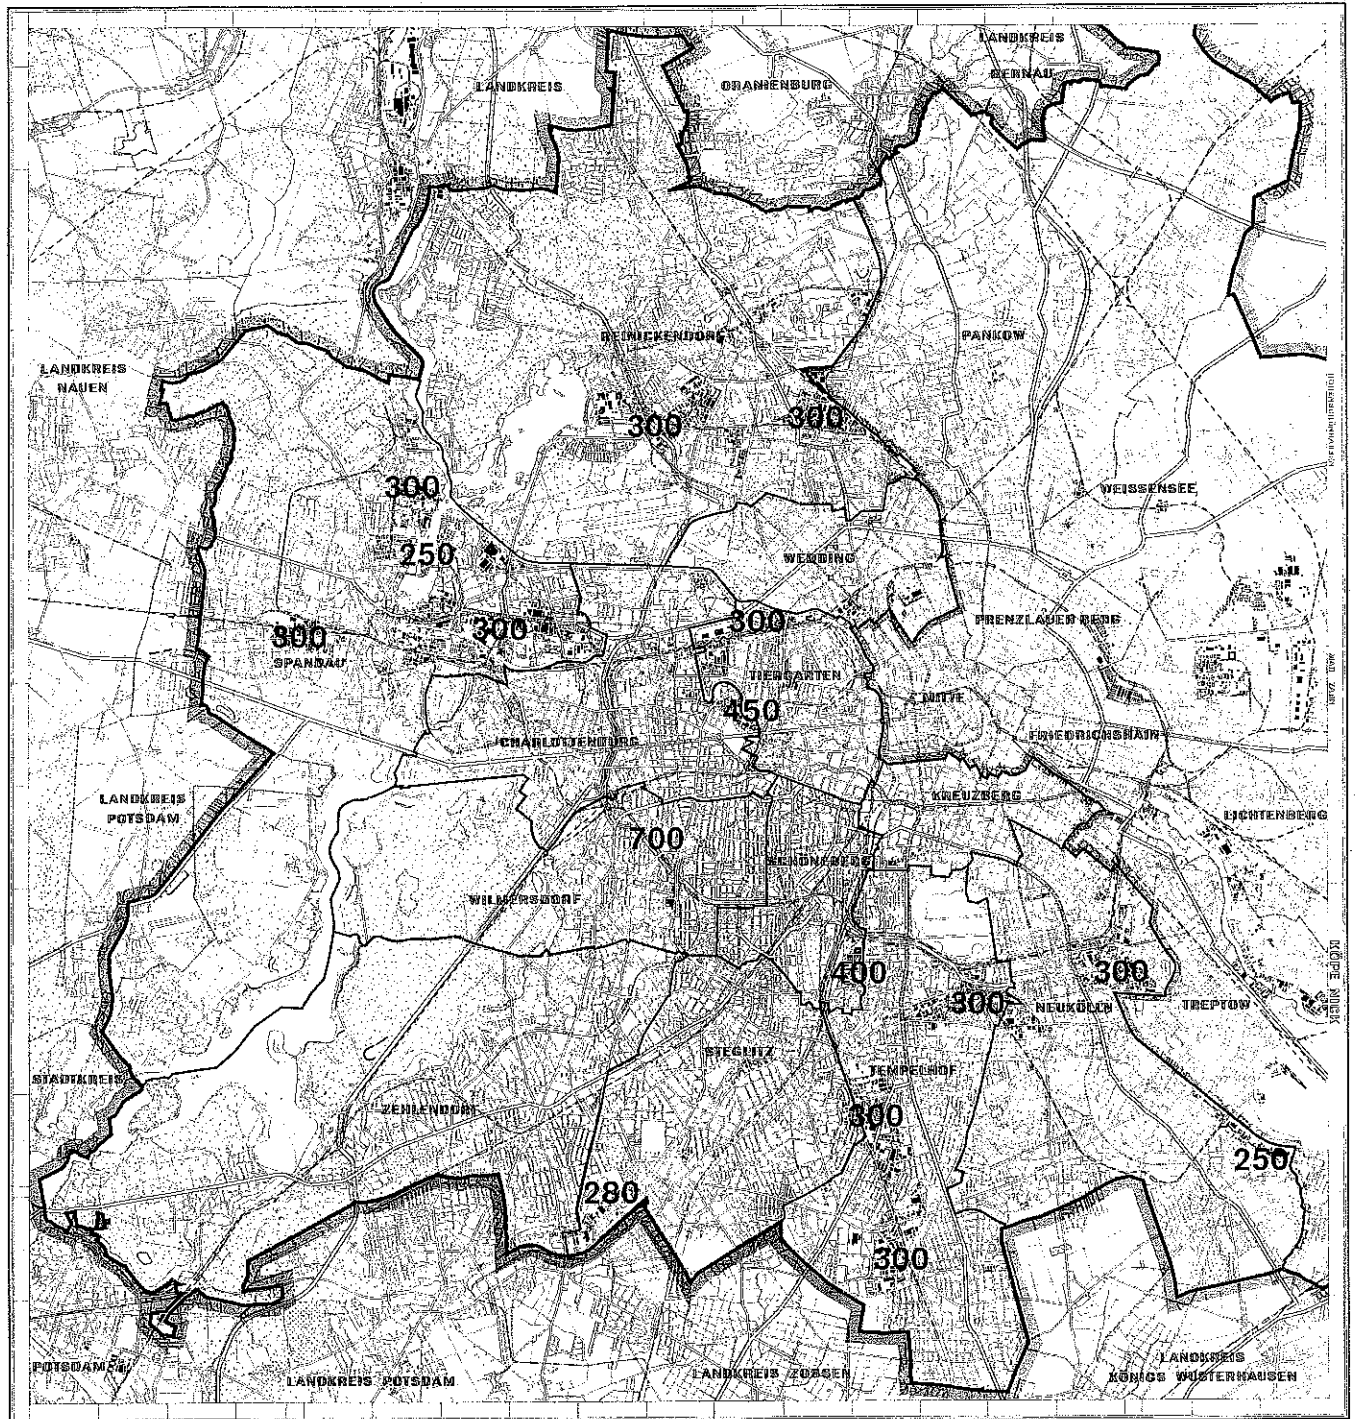 LANDKREIS
BERNAU
LANDKREIS
ORANIENBURG
REINICKENDORF
PANKOW
LANDKREIS
NAUEN
300
300
300
WEISSENSEE
250
WEDDING
300
300
300
PRENZLAUER BERG
SPANDAU
TIERGARTEN
MITTE
450
CHARLOTTENBURG
FRIEDRICHSHAIN
LANDKREIS
POTSDAM
KREUZBERG
LICHTENBERG
700
SCHÖNEBERG
WILMERSDORF
400
300
300
NEUKÖLLN
TREPTOW
KÖPENICK
STEGLITZ
TEMPELHOF
STADTKREIS
ZEHLENDORF
300
250
280
300
POTSDAM
LANDKREIS POTSDAM
LANDKREIS ZOSSEN
LANDKREIS
KÖNIGS WUSTERHAUSEN